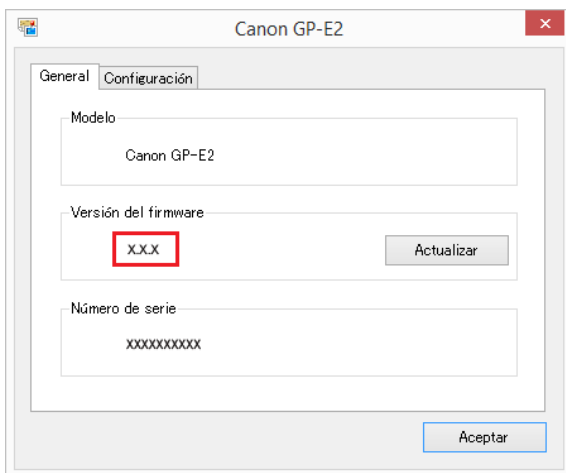 Canon GP-E2
General Configuración
Modelo
Canon GP-E2
Versión del firmware
X.X.X Actualizar
Número de serie
XXXXXXXXXX
Aceptar